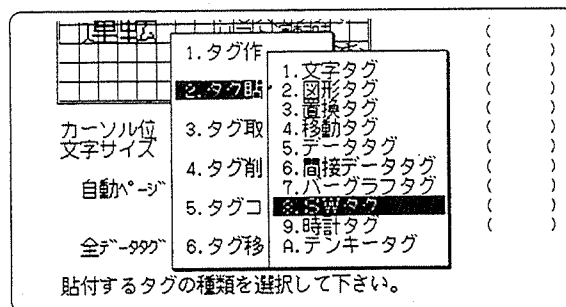 1.タグ作
2.タグ貼
3.タグ取
4.タグ削
5.タグコ
6.タグ移
1.文字タグ
2.図形タグ
3.置換タグ
4.移動タグ
5.データタグ
6.間接データタグ
7.バーグラフタグ
8.SWタグ
9.時計タグ
A.テンキータグ
カーソル位
文字サイズ
自動ページ
全データタグ
貼付するタグの種類を選択して下さい。